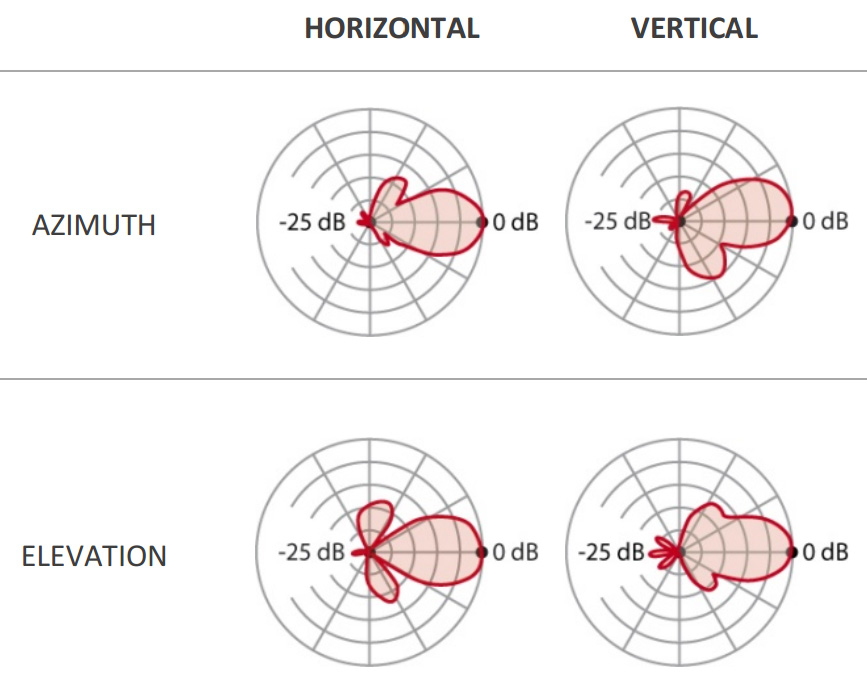 HORIZONTAL VERTICAL
AZIMUTH -25 dB 0 dB -25 dB 0 dB
ELEVATION -25 dB 0 dB -25 dB 0 dB